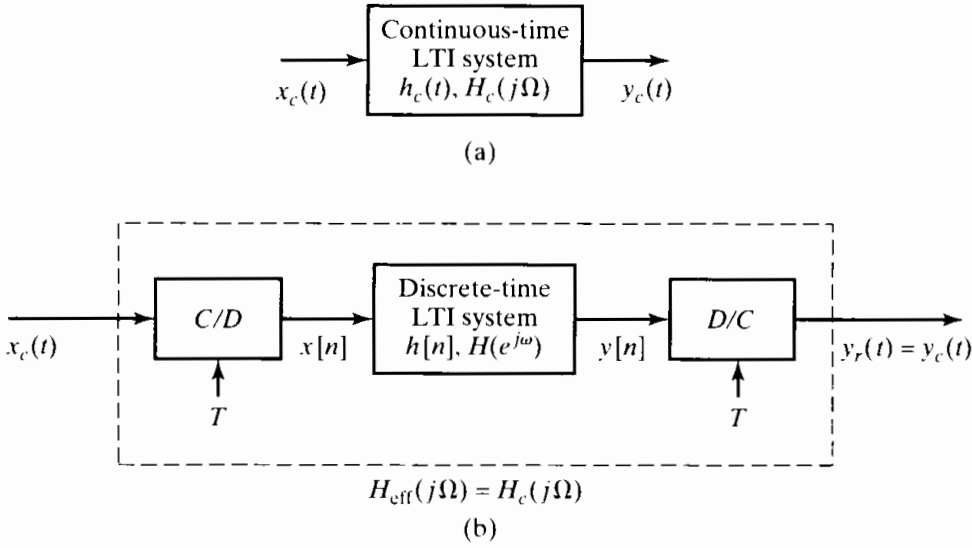 Continuous-time
LTI system
h_c(t), H_c(jΩ)
x_c(t)
y_c(t)
(a)
C/D
Discrete-time
LTI system
h[n], H(e^{jω})
D/C
x_c(t)
x[n]
y[n]
y_r(t) = y_c(t)
T
T
H_eff(jΩ) = H_c(jΩ)
(b)